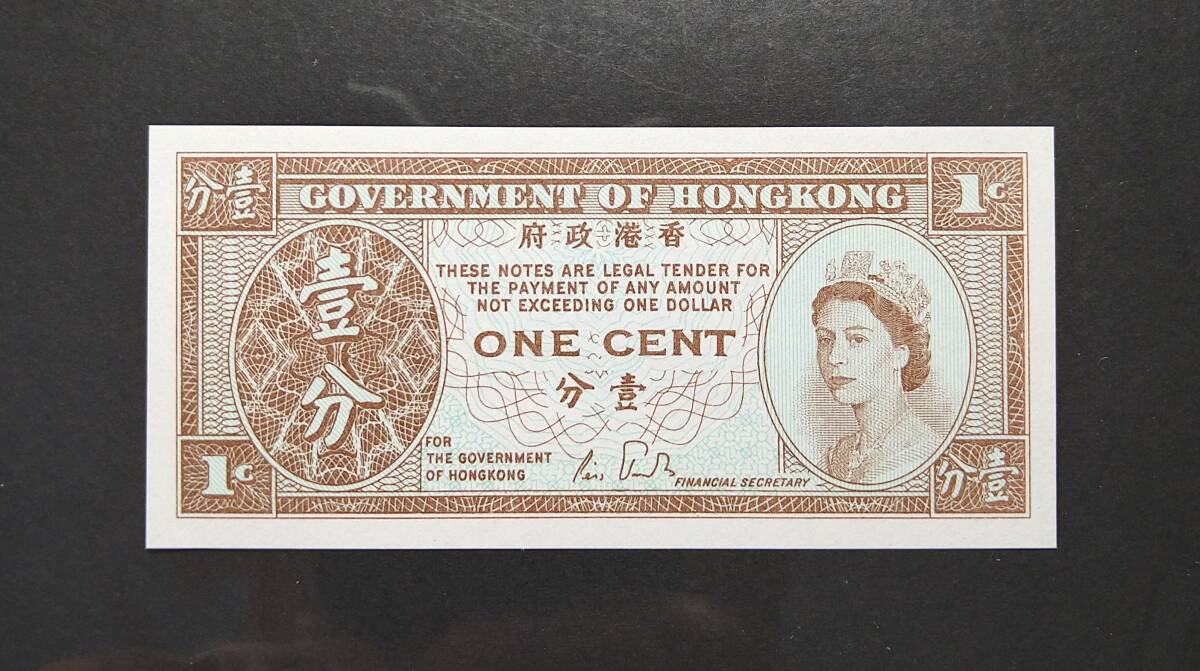 壹分
1C
GOVERNMENT OF HONGKONG
香港政府
THESE NOTES ARE LEGAL TENDER FOR
THE PAYMENT OF ANY AMOUNT
NOT EXCEEDING ONE DOLLAR
ONE CENT
壹分
壹分
FOR
THE GOVERNMENT
OF HONGKONG
FINANCIAL SECRETARY
1C
壹分